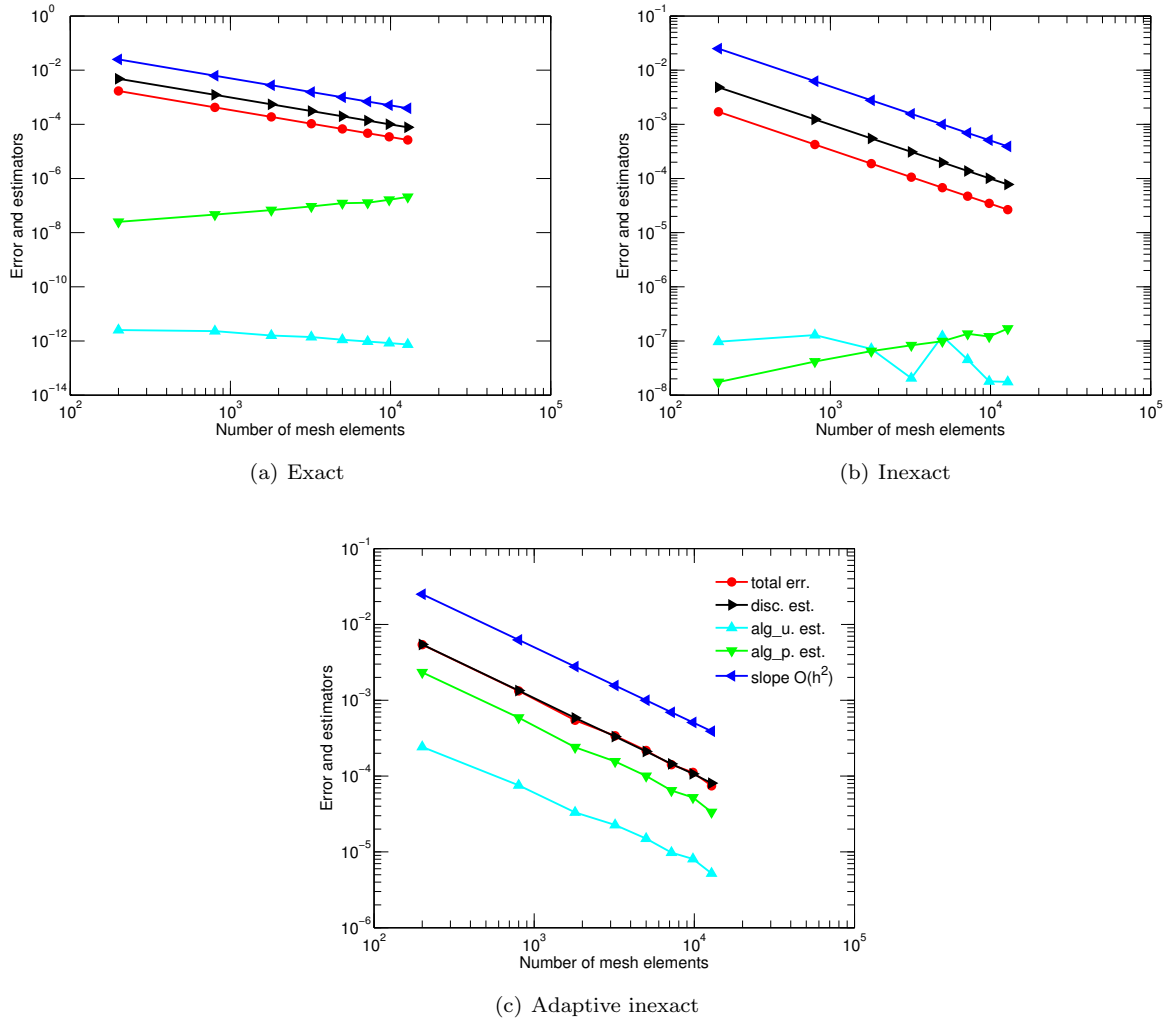 10^0
10^-2
10^-4
10^-6
10^-8
10^-10
10^-12
10^-14
Error and estimators
10^2
10^3
10^4
10^5
Number of mesh elements
(a) Exact
10^-1
10^-2
10^-3
10^-4
10^-5
10^-6
10^-7
10^-8
Error and estimators
10^2
10^3
10^4
10^5
Number of mesh elements
(b) Inexact
10^-1
10^-2
10^-3
10^-4
10^-5
10^-6
Error and estimators
total err.
disc. est.
alg_u. est.
alg_p. est.
slope O(h^2)
10^2
10^3
10^4
10^5
Number of mesh elements
(c) Adaptive inexact